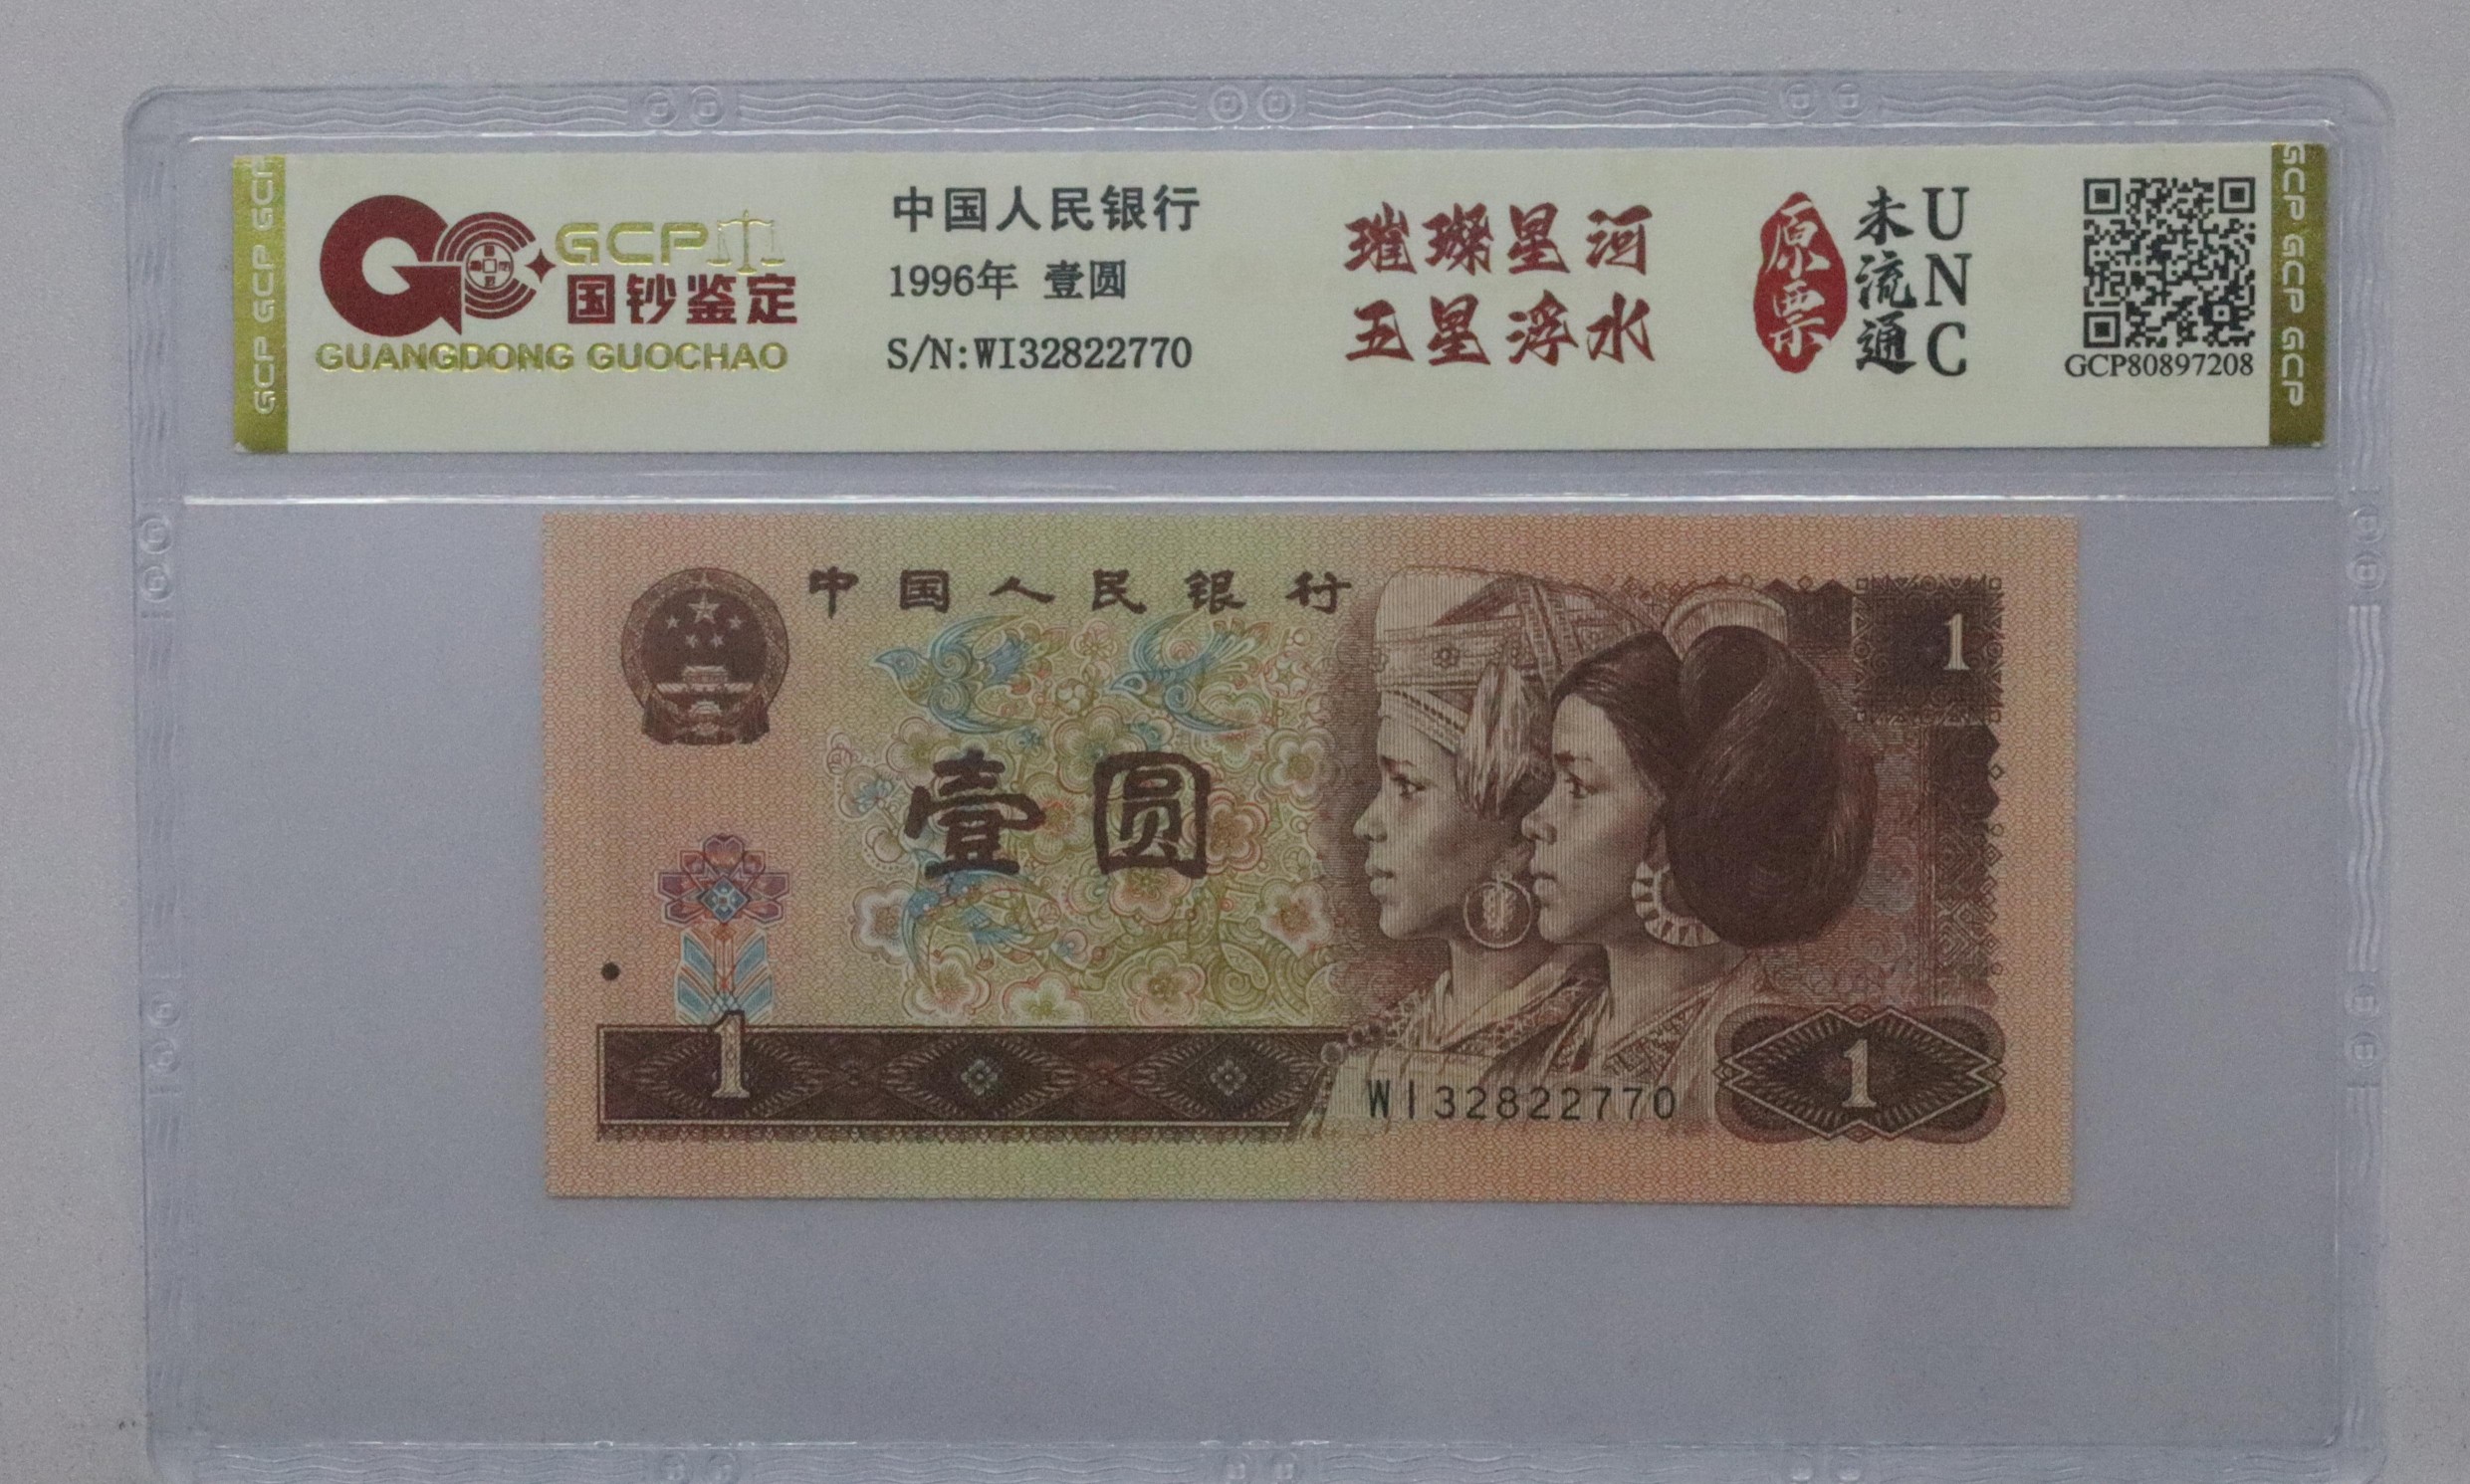 GCP GCP GCP
GCP
国钞鉴定
GUANGDONG GUOCHAO
中国人民银行
1996年 壹圆
S/N:WI32822770
璀璨星河
五星浮水
原票
未流通
UNC
GCP80897208
GCP GCP GCP
中国人民银行
1
壹圆
1
WI32822770
1